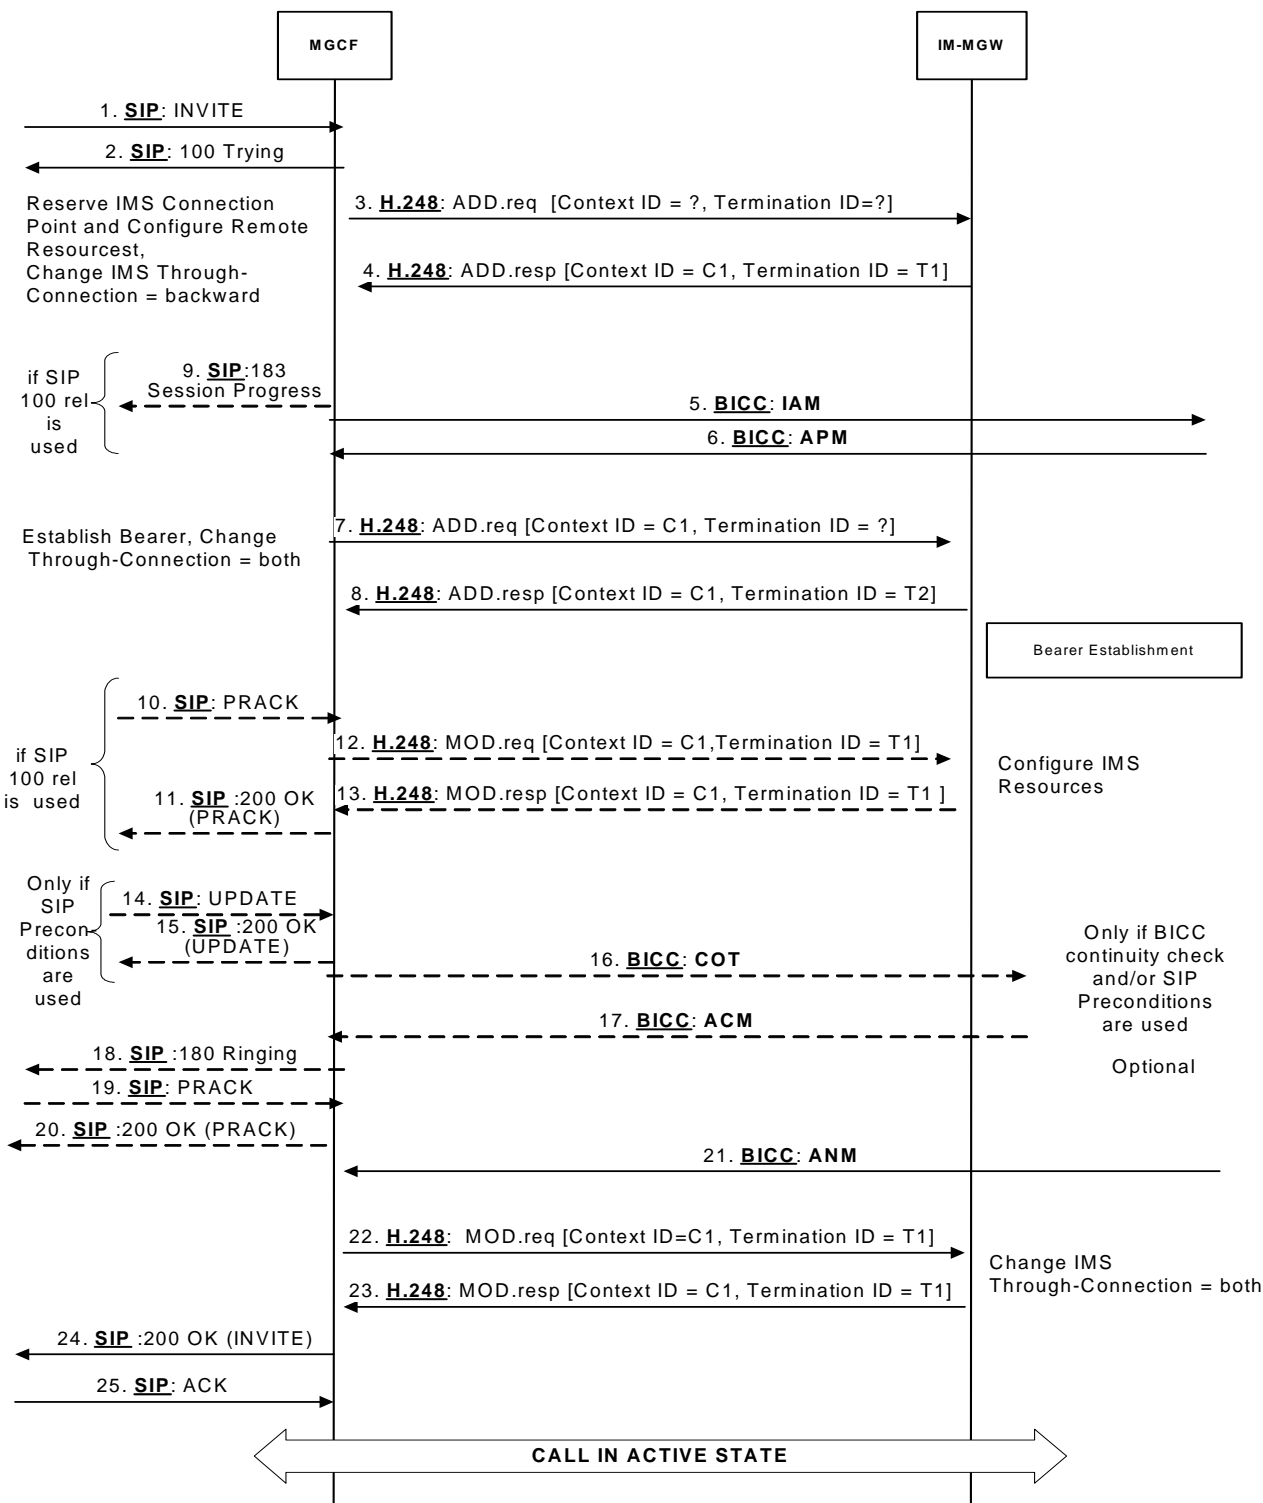 MGCF
IM-MGW
1. SIP: INVITE
2. SIP: 100 Trying
Reserve IMS Connection
Point and Configure Remote
Resourcest,
Change IMS Through-
Connection = backward
3. H.248: ADD.req [Context ID = ?, Termination ID=?]
4. H.248: ADD.resp [Context ID = C1, Termination ID = T1]
if SIP
100 rel
is
used
9. SIP:183
Session Progress
5. BICC: IAM
6. BICC: APM
Establish Bearer, Change
Through-Connection = both
7. H.248: ADD.req [Context ID = C1, Termination ID = ?]
8. H.248: ADD.resp [Context ID = C1, Termination ID = T2]
Bearer Establishment
10. SIP: PRACK
if SIP
100 rel
is used
12. H.248: MOD.req [Context ID = C1,Termination ID = T1]
11. SIP :200 OK
(PRACK)
13. H.248: MOD.resp [Context ID = C1, Termination ID = T1 ]
Configure IMS
Resources
Only if
SIP
Precon
ditions
are
used
14. SIP: UPDATE
15. SIP :200 OK
(UPDATE)
16. BICC: COT
Only if BICC
continuity check
and/or SIP
Preconditions
are used
17. BICC: ACM
Optional
18. SIP :180 Ringing
19. SIP: PRACK
20. SIP :200 OK (PRACK)
21. BICC: ANM
22. H.248: MOD.req [Context ID=C1, Termination ID = T1]
23. H.248: MOD.resp [Context ID = C1, Termination ID = T1]
Change IMS
Through-Connection = both
24. SIP :200 OK (INVITE)
25. SIP: ACK
CALL IN ACTIVE STATE